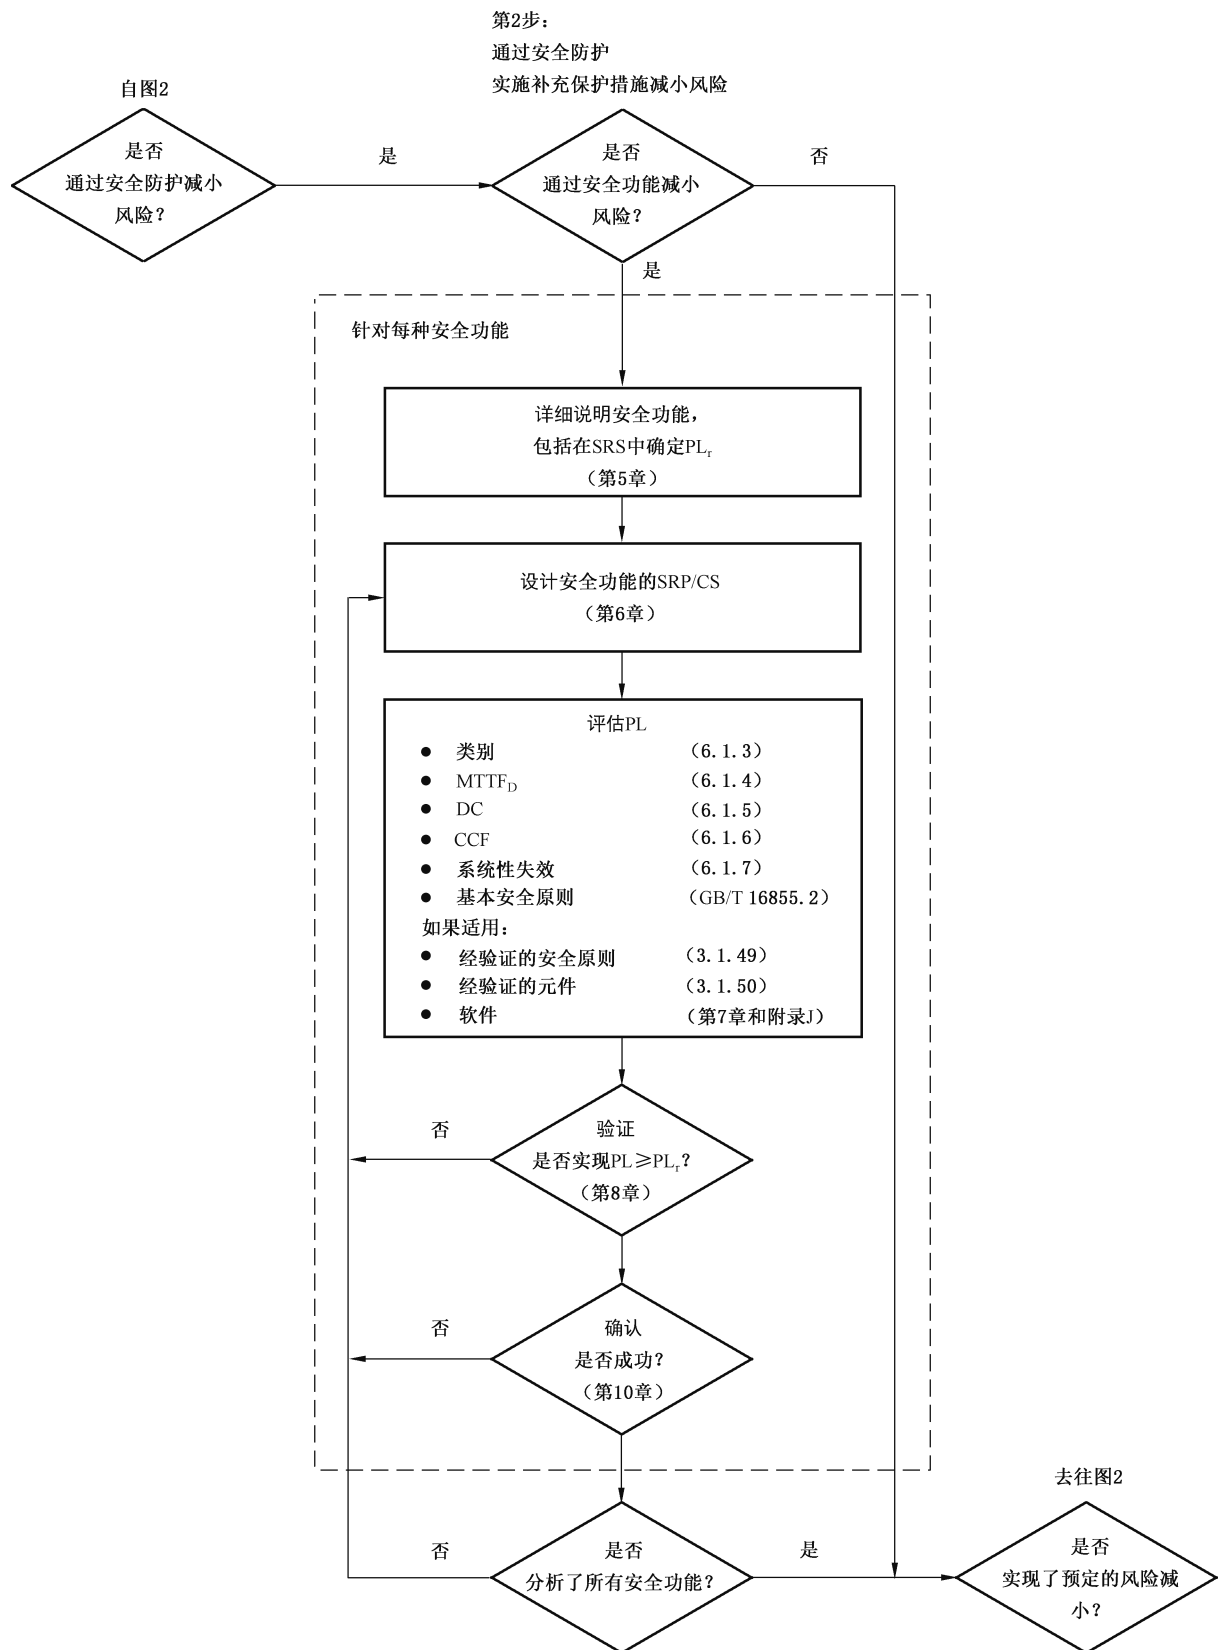 第2步：
通过安全防护
实施补充保护措施减小风险
自图2
是否
通过安全防护减小
风险？
是
是否
通过安全功能减小
风险？
否
是
针对每种安全功能
详细说明安全功能，
包括在SRS中确定PLr
（第5章）
设计安全功能的SRP/CS
（第6章）
评估PL
● 类别 （6.1.3）
● MTTFD （6.1.4）
● DC （6.1.5）
● CCF （6.1.6）
● 系统性失效 （6.1.7）
● 基本安全原则 （GB/T 16855.2）
如果适用：
● 经验证的安全原则 （3.1.49）
● 经验证的元件 （3.1.50）
● 软件 （第7章和附录J）
否
验证
是否实现PL≥PLr？
（第8章）
否
确认
是否成功？
（第10章）
否
是否
分析了所有安全功能？
是
去往图2
是否
实现了预定的风险减
小？